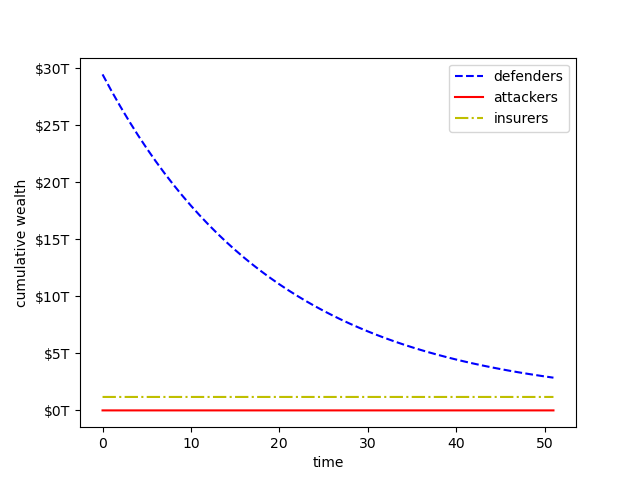 defenders
attackers
insurers
cumulative wealth
$30T
$25T
$20T
$15T
$10T
$5T
$0T
0 10 20 30 40 50
time